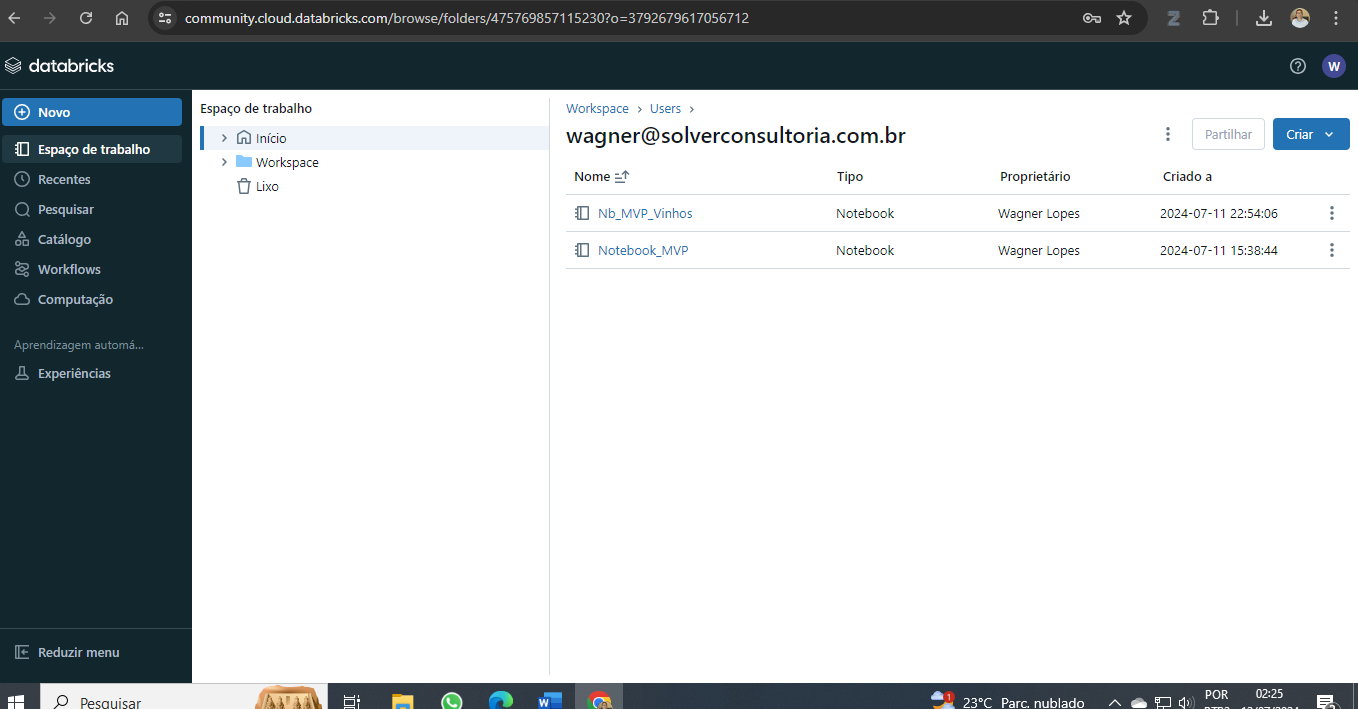 community.cloud.databricks.com/browse/folders/475769857115230?o=3792679617056712
databricks
W
Novo
Espaço de trabalho
Recentes
Pesquisar
Catálogo
Workflows
Computação
Aprendizagem automá...
Experiências
Reduzir menu
Espaço de trabalho
Início
Workspace
Lixo
Workspace > Users >
wagner@solverconsultoria.com.br
Partilhar
Criar
Nome Tipo Proprietário Criado a
Nb_MVP_Vinhos Notebook Wagner Lopes 2024-07-11 22:54:06
Notebook_MVP Notebook Wagner Lopes 2024-07-11 15:38:44
Pesquisar
1
23°C Parc. nublado
POR
02:25